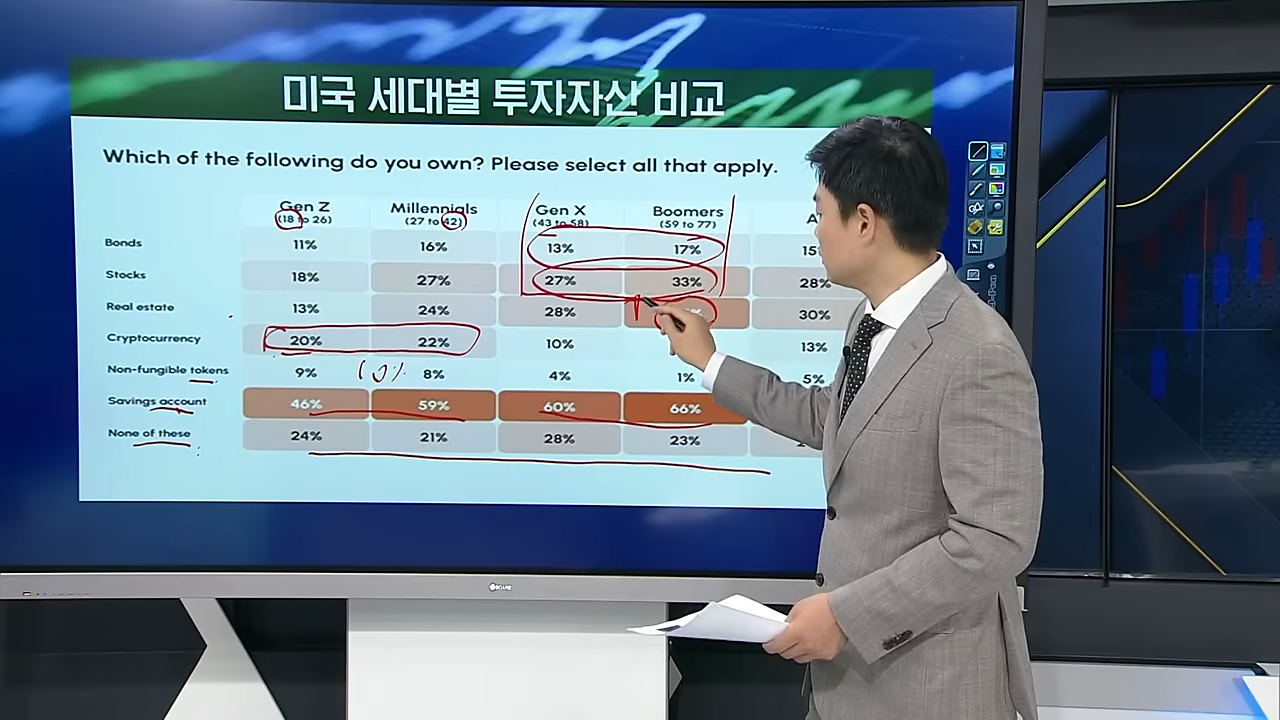 미국 세대별 투자자산 비교
Which of the following do you own? Please select all that apply.
Gen Z Millennials Gen X Boomers
(18 to 26) (27 to 42) (43 to 58) (59 to 77)
Bonds 11% 16% 13% 17%
Stocks 18% 27% 27% 33% 28%
Real estate 13% 24% 28% 30%
Cryptocurrency 20% 22% 10% 13%
Non-fungible tokens 9% 8% 4% 1% 5%
10%
Savings account 46% 59% 60% 66%
None of these 24% 21% 28% 23%